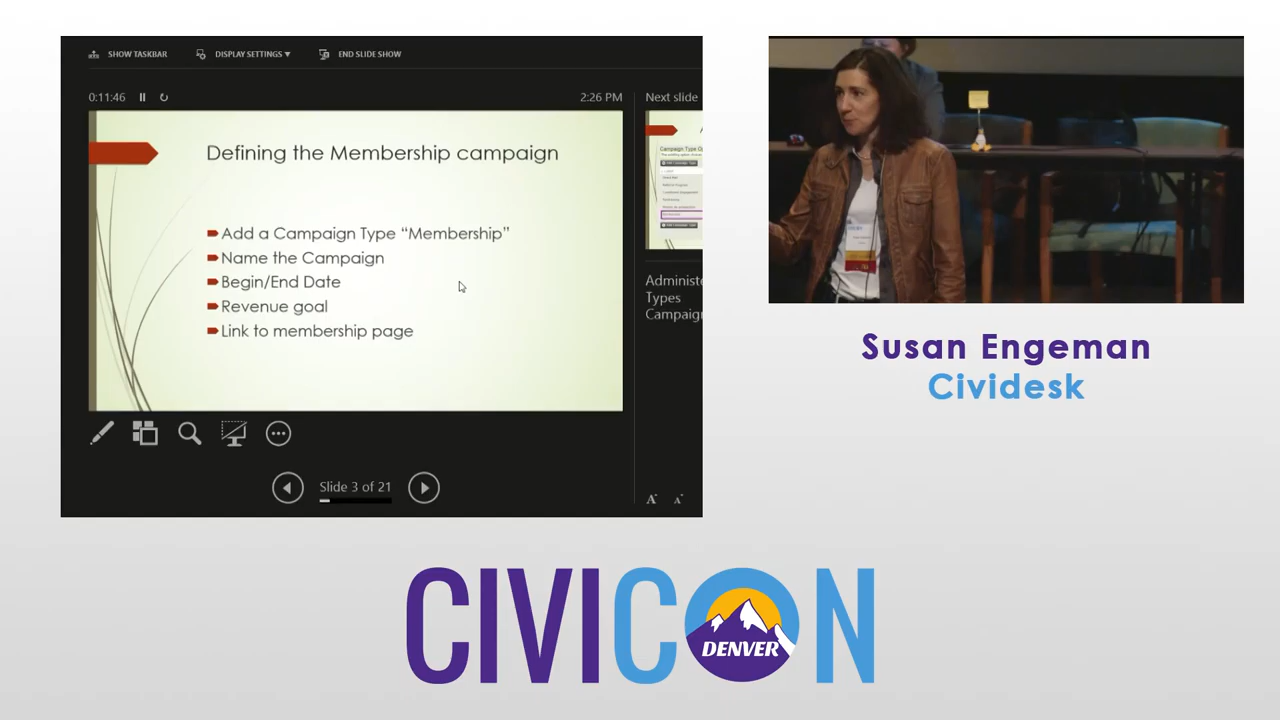 SHOW TASKBAR
DISPLAY SETTINGS
END SLIDE SHOW
0:11:46
2:26 PM
Next slide
Defining the Membership campaign
Add a Campaign Type “Membership”
Name the Campaign
Begin/End Date
Revenue goal
Link to membership page
Slide 3 of 21
Administe
Types
Campaig
A
A
Susan Engeman
Cividesk
CIVICON
DENVER